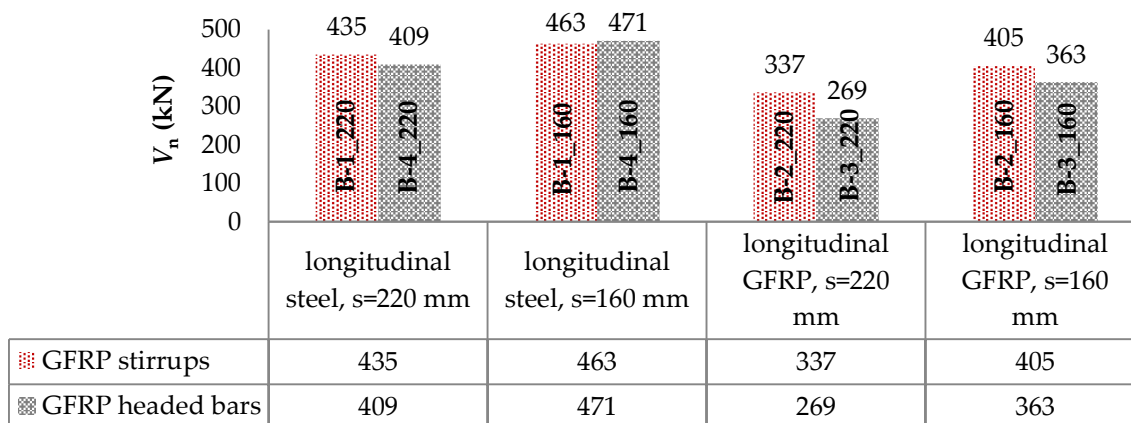 500
400
300
200
100
0
Vn (kN)
435
409
463
471
337
269
405
363
B-1_220
B-4_220
B-1_160
B-4_160
B-2_220
B-3_220
B-2_160
B-3_160
longitudinal
steel, s=220 mm
longitudinal
steel, s=160 mm
longitudinal
GFRP, s=220
mm
longitudinal
GFRP, s=160
mm
GFRP stirrups 435 463 337 405
GFRP headed bars 409 471 269 363